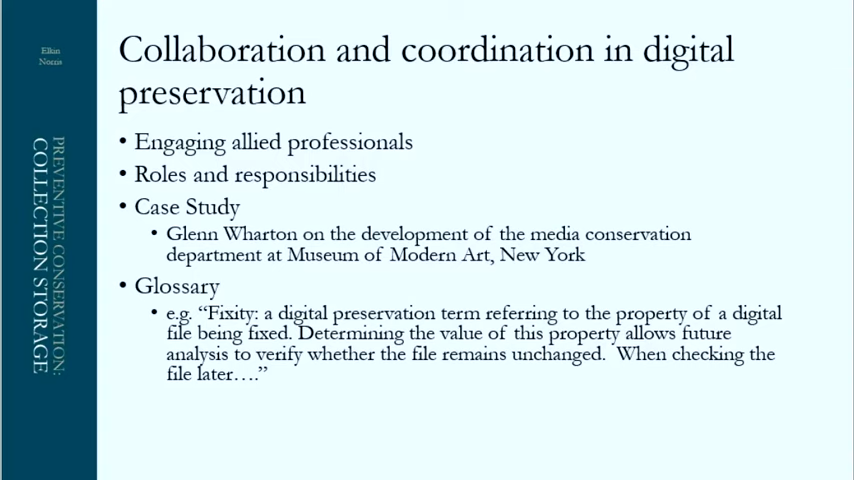 Elkin
Norris
PREVENTIVE CONSERVATION:
COLLECTION STORAGE
Collaboration and coordination in digital
preservation
• Engaging allied professionals
• Roles and responsibilities
• Case Study
• Glenn Wharton on the development of the media conservation
department at Museum of Modern Art, New York
• Glossary
• e.g. “Fixity: a digital preservation term referring to the property of a digital
file being fixed. Determining the value of this property allows future
analysis to verify whether the file remains unchanged.  When checking the
file later….”